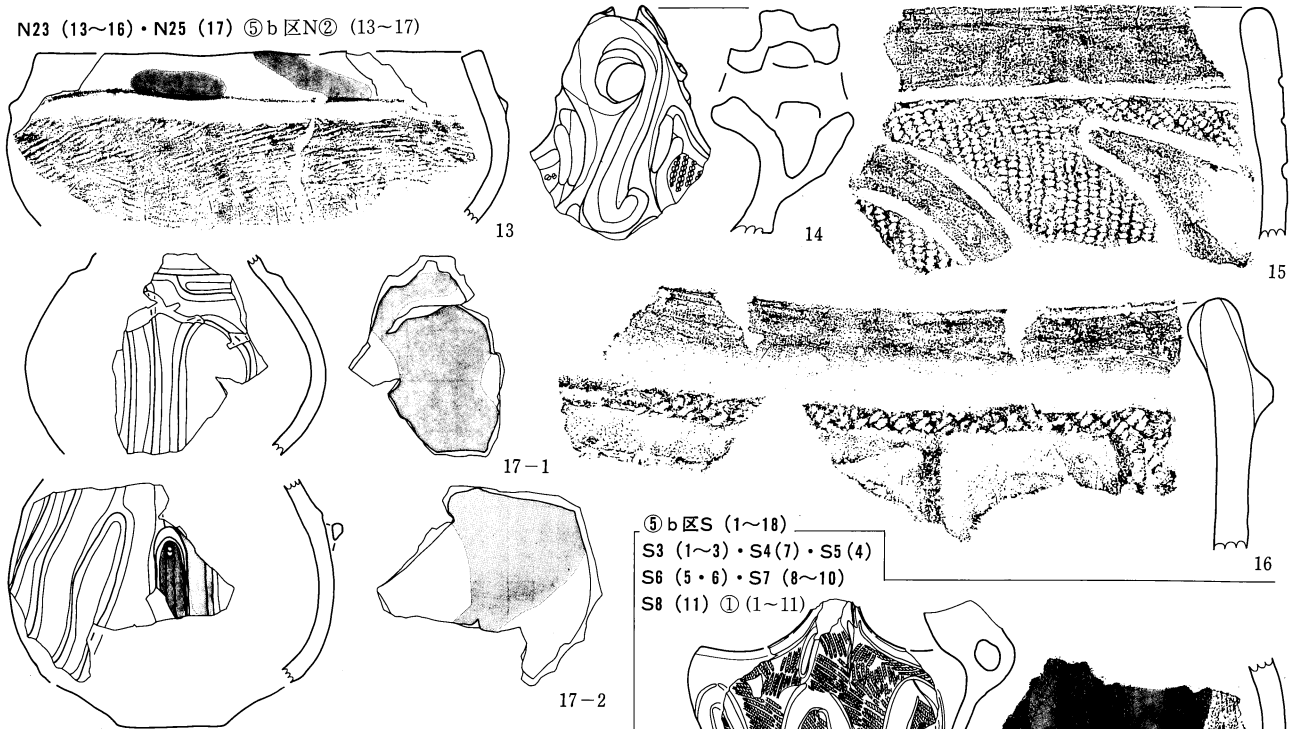 N23 (13〜16)・N25 (17) ⑤b区N② (13〜17)
13
14
15
17−1
16
17−2
⑤b区S (1〜18)
S3 (1〜3)・S4(7)・S5(4)
S6 (5・6)・S7 (8〜10)
S8 (11) ① (1〜11)